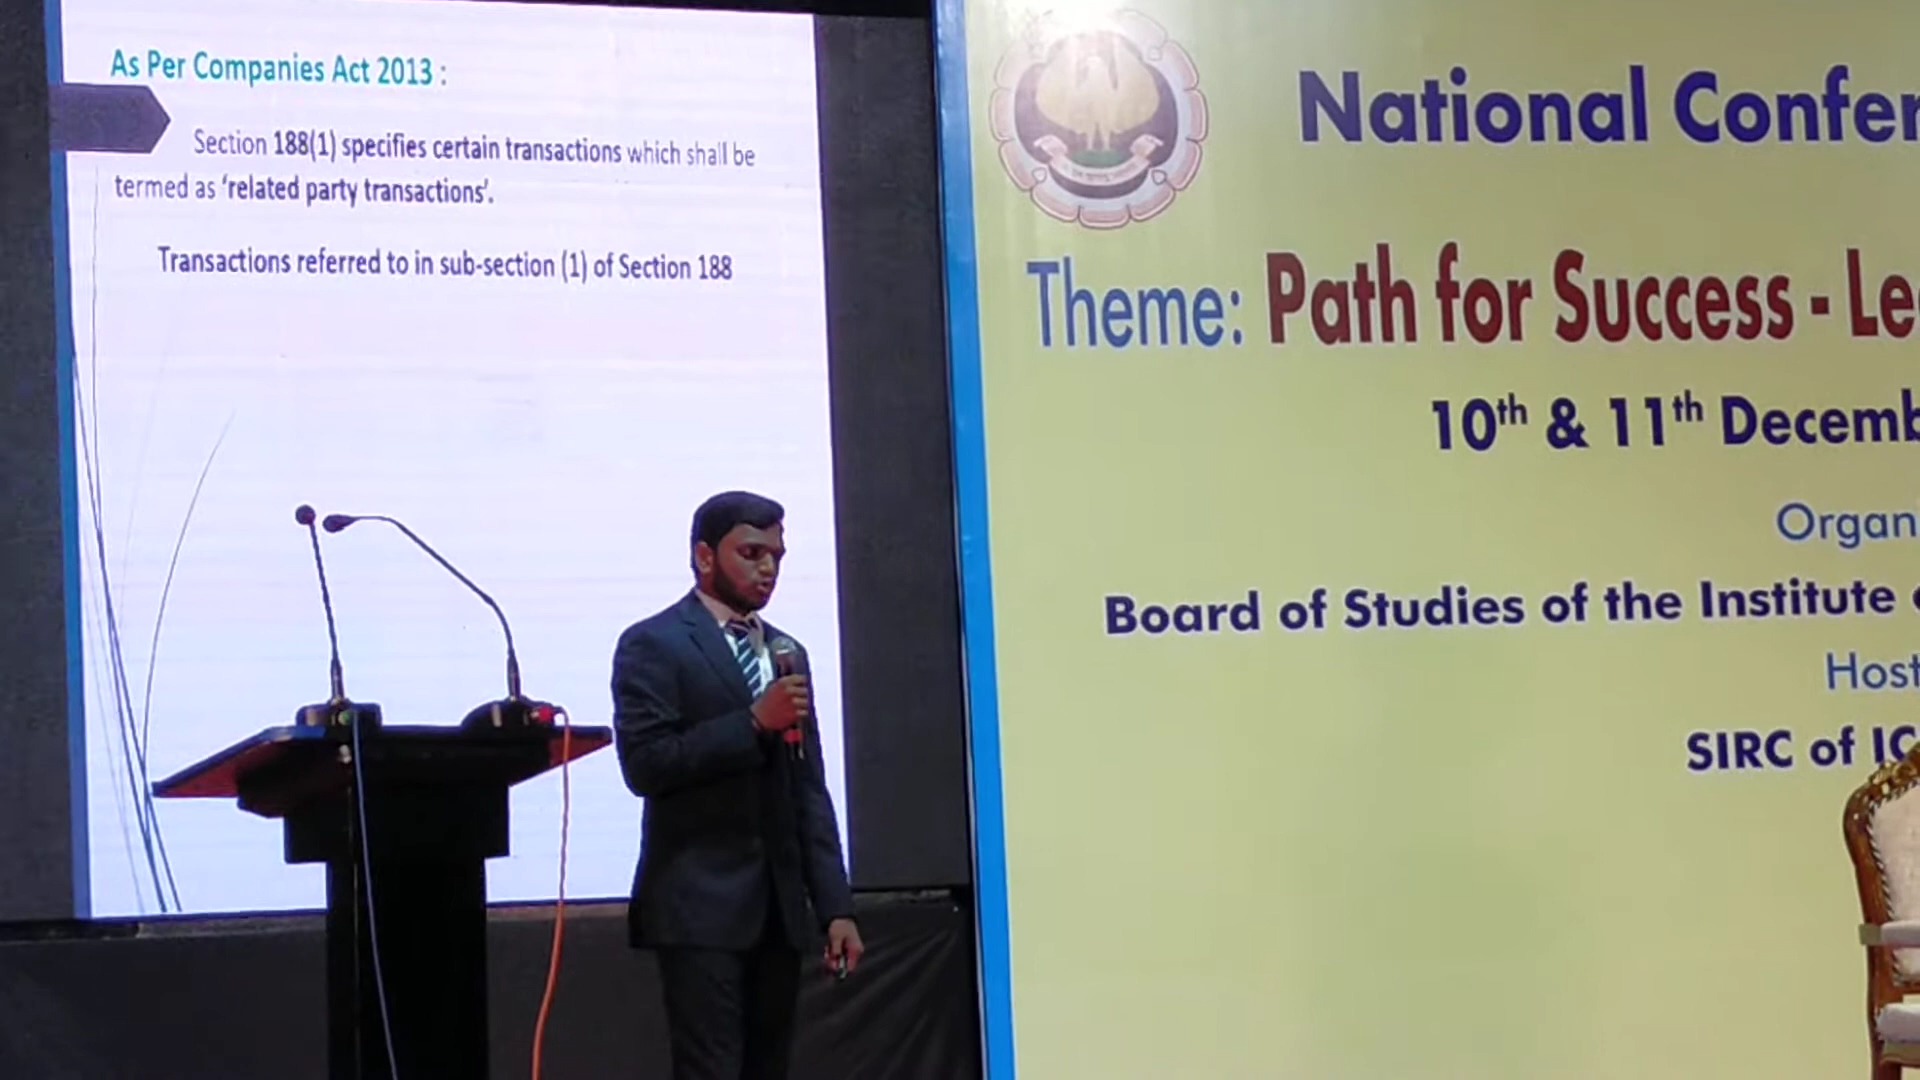 As Per Companies Act 2013 :
Section 188(1) specifies certain transactions which shall be
termed as ‘related party transactions’.
Transactions referred to in sub-section (1) of Section 188
National Confer
Theme: Path for Success - Le
10th & 11th Decemb
Organi
Board of Studies of the Institute
Host
SIRC of IC